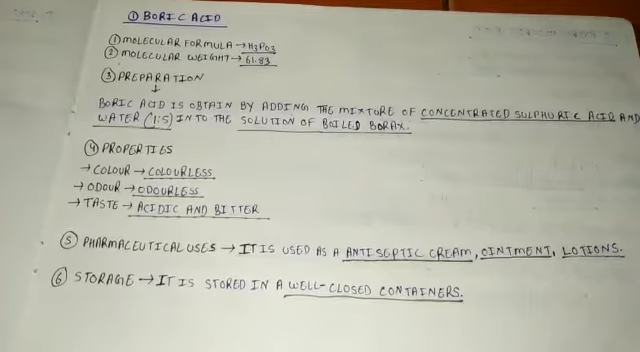 ① BORIC ACID
① MOLECULAR FORMULA → H3PO3
② MOLECULAR WEIGHT → 61.83
③ PREPARATION
↓
BORIC ACID IS OBTAIN BY ADDING THE MIXTURE OF CONCENTRATED SULPHURIC ACID AND
WATER (1:5) INTO THE SOLUTION OF BOILED BORAX.
④ PROPERTIES
→ COLOUR → COLOURLESS
→ ODOUR → ODOURLESS
→ TASTE → ACIDIC AND BITTER
⑤ PHARMACEUTICAL USES → IT IS USED AS A ANTISEPTIC CREAM, OINTMENT, LOTIONS.
⑥ STORAGE → IT IS STORED IN A WELL-CLOSED CONTAINERS.